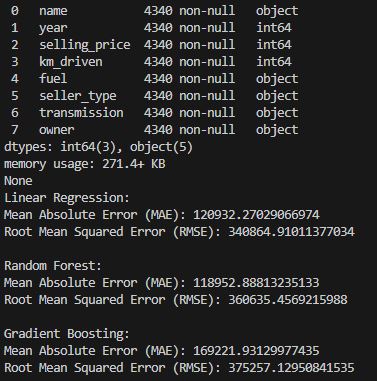 0   name           4340 non-null   object
1   year           4340 non-null   int64
2   selling_price  4340 non-null   int64
3   km_driven      4340 non-null   int64
4   fuel           4340 non-null   object
5   seller_type    4340 non-null   object
6   transmission   4340 non-null   object
7   owner          4340 non-null   object
dtypes: int64(3), object(5)
memory usage: 271.4+ KB
None
Linear Regression:
Mean Absolute Error (MAE): 120932.27029066974
Root Mean Squared Error (RMSE): 340864.91011377034
Random Forest:
Mean Absolute Error (MAE): 118952.88813235133
Root Mean Squared Error (RMSE): 360635.4569215988
Gradient Boosting:
Mean Absolute Error (MAE): 169221.93129977435
Root Mean Squared Error (RMSE): 375257.12950841535